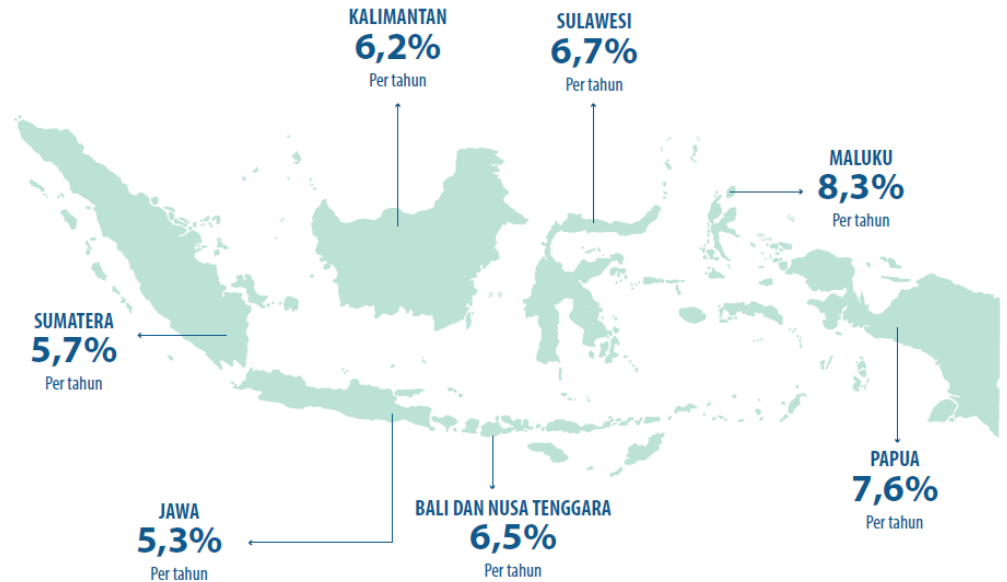 KALIMANTAN
6,2%
Per tahun
SULAWESI
6,7%
Per tahun
MALUKU
8,3%
Per tahun
SUMATERA
5,7%
Per tahun
PAPUA
7,6%
Per tahun
JAWA
5,3%
Per tahun
BALI DAN NUSA TENGGARA
6,5%
Per tahun